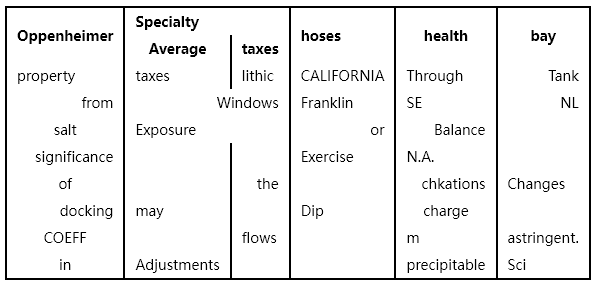 Oppenheimer Specialty hoses health bay
Average taxes
property taxes lithic CALIFORNIA Through Tank
from Windows Franklin SE NL
salt Exposure or Balance
significance Exercise N.A.
of the chkations Changes
docking may Dip charge
COEFF flows m astringent.
in Adjustments precipitable Sci